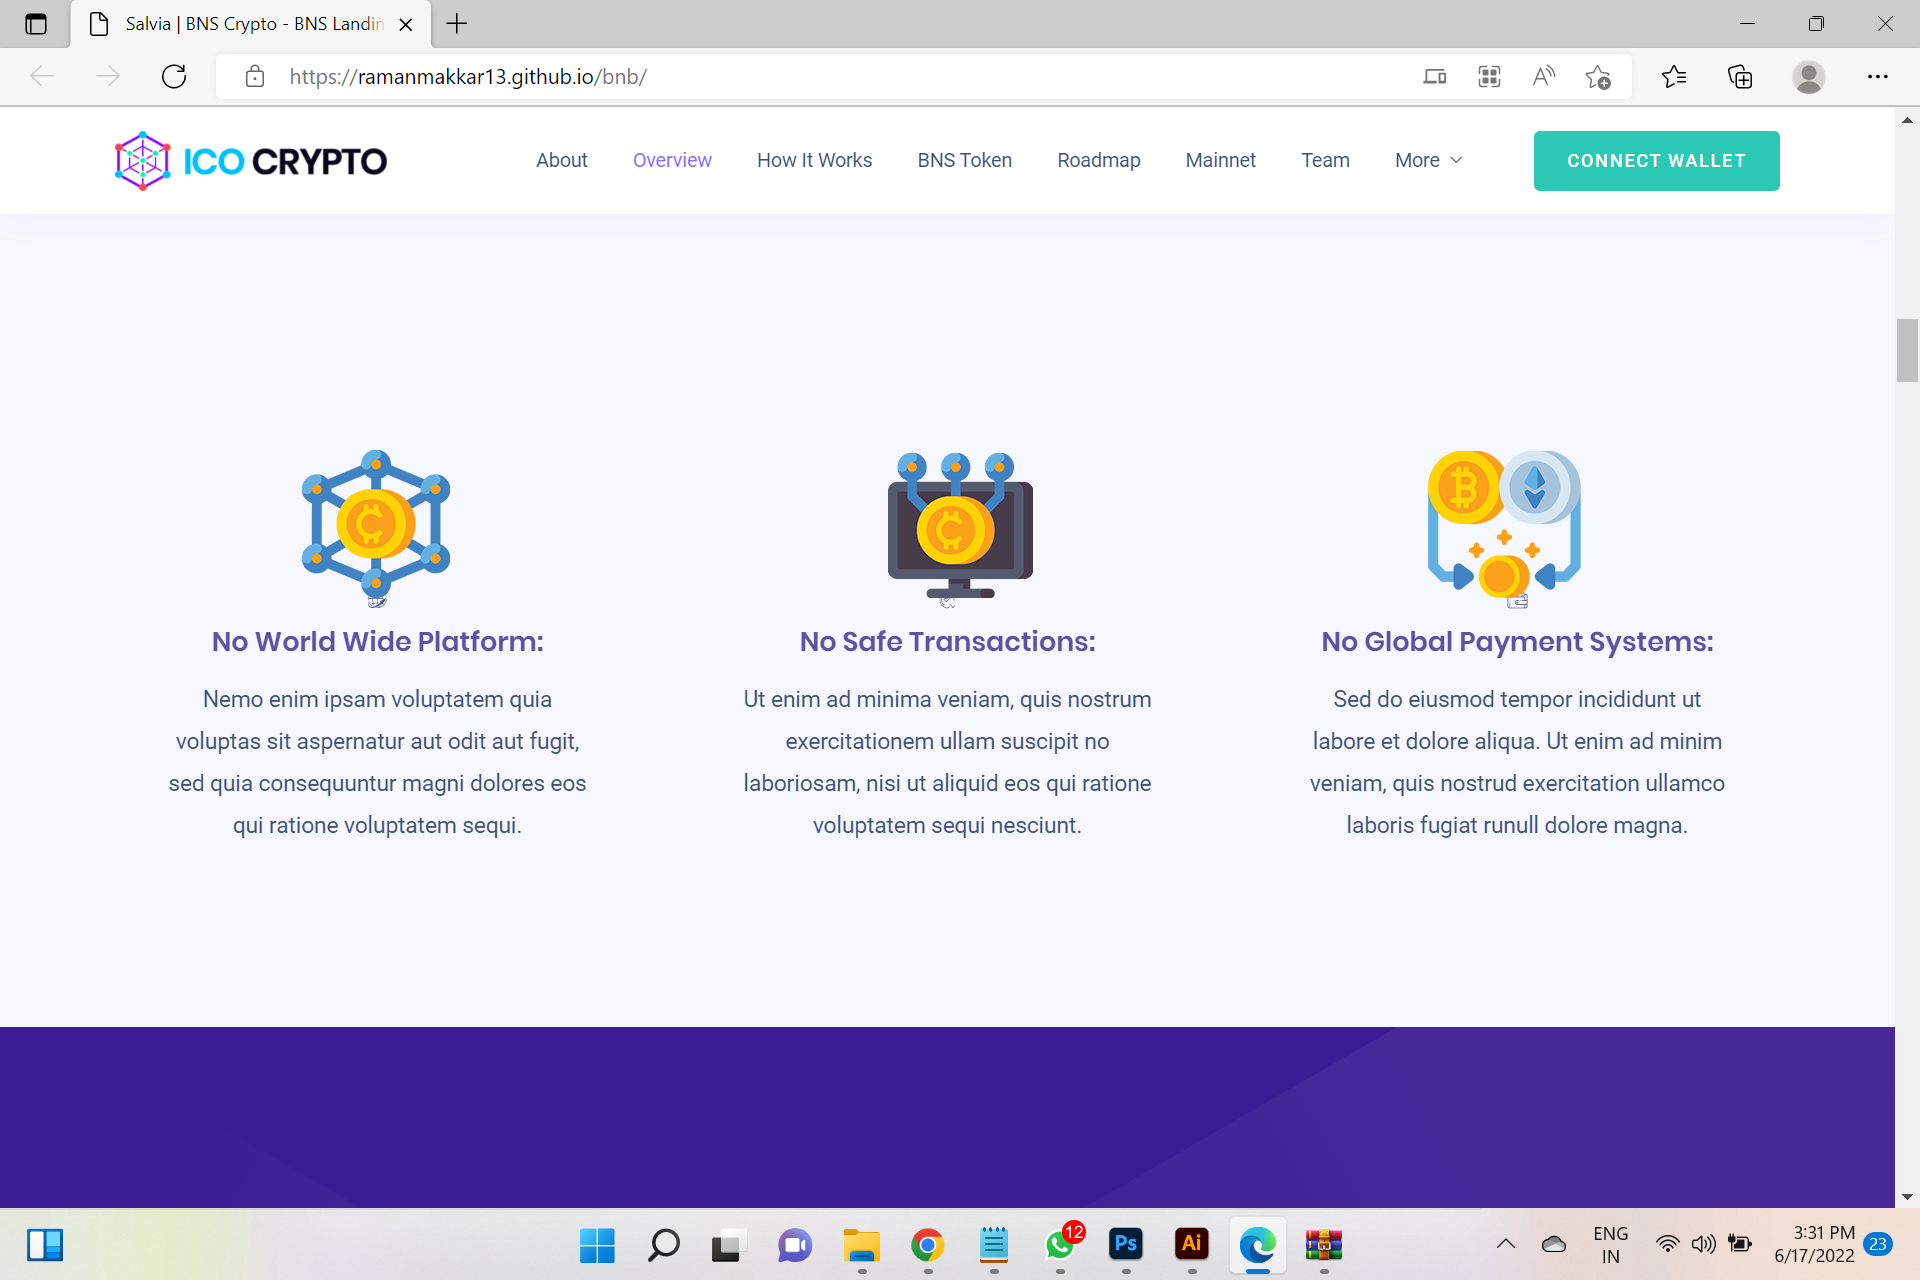 Salvia | BNS Crypto - BNS Landin
https://ramanmakkar13.github.io/bnb/
ICO CRYPTO
About
Overview
How It Works
BNS Token
Roadmap
Mainnet
Team
More
CONNECT WALLET
No World Wide Platform:
Nemo enim ipsam voluptatem quia
voluptas sit aspernatur aut odit aut fugit,
sed quia consequuntur magni dolores eos
qui ratione voluptatem sequi.
No Safe Transactions:
Ut enim ad minima veniam, quis nostrum
exercitationem ullam suscipit no
laboriosam, nisi ut aliquid eos qui ratione
voluptatem sequi nesciunt.
No Global Payment Systems:
Sed do eiusmod tempor incididunt ut
labore et dolore aliqua. Ut enim ad minim
veniam, quis nostrud exercitation ullamco
laboris fugiat runull dolore magna.
12
Ps
Ai
ENG
IN
3:31 PM
6/17/2022
23